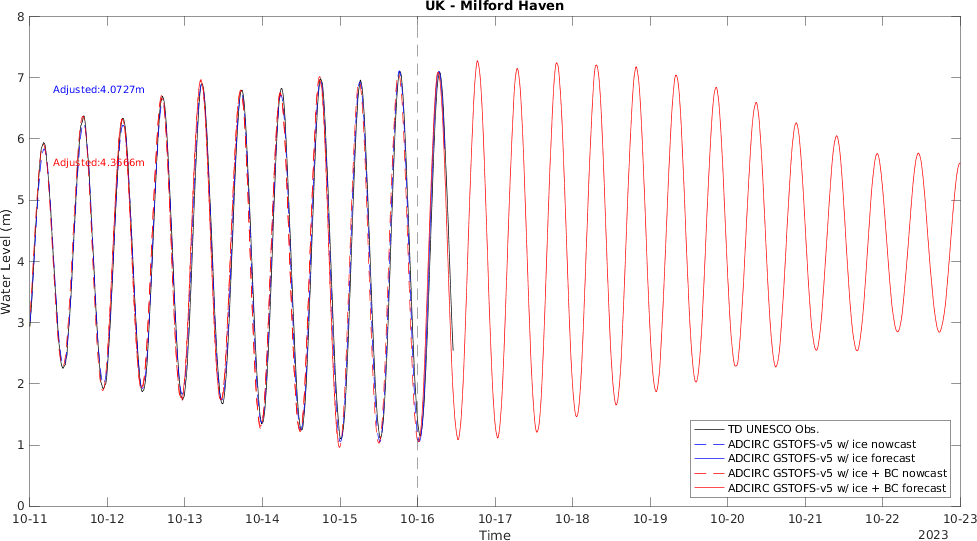 UK - Milford Haven
8
7
6
5
4
3
2
1
0
Water Level (m)
Adjusted:4.0727m
Adjusted:4.3566m
TD UNESCO Obs.
ADCIRC GSTOFS-v5 w/ ice nowcast
ADCIRC GSTOFS-v5 w/ ice forecast
ADCIRC GSTOFS-v5 w/ ice + BC nowcast
ADCIRC GSTOFS-v5 w/ ice + BC forecast
10-11 10-12 10-13 10-14 10-15 10-16 10-17 10-18 10-19 10-20 10-21 10-22 10-23
Time
2023